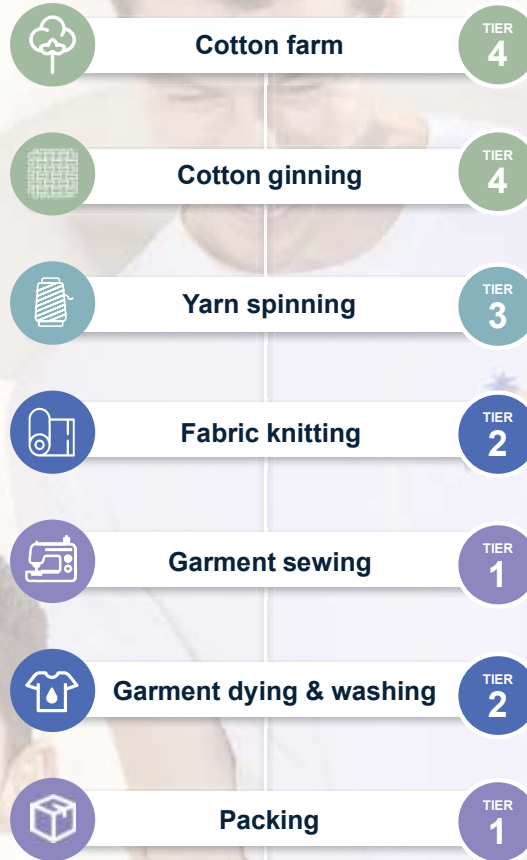 Cotton farm
TIER
4
Cotton ginning
TIER
4
Yarn spinning
TIER
3
Fabric knitting
TIER
2
Garment sewing
TIER
1
Garment dying & washing
TIER
2
Packing
TIER
1